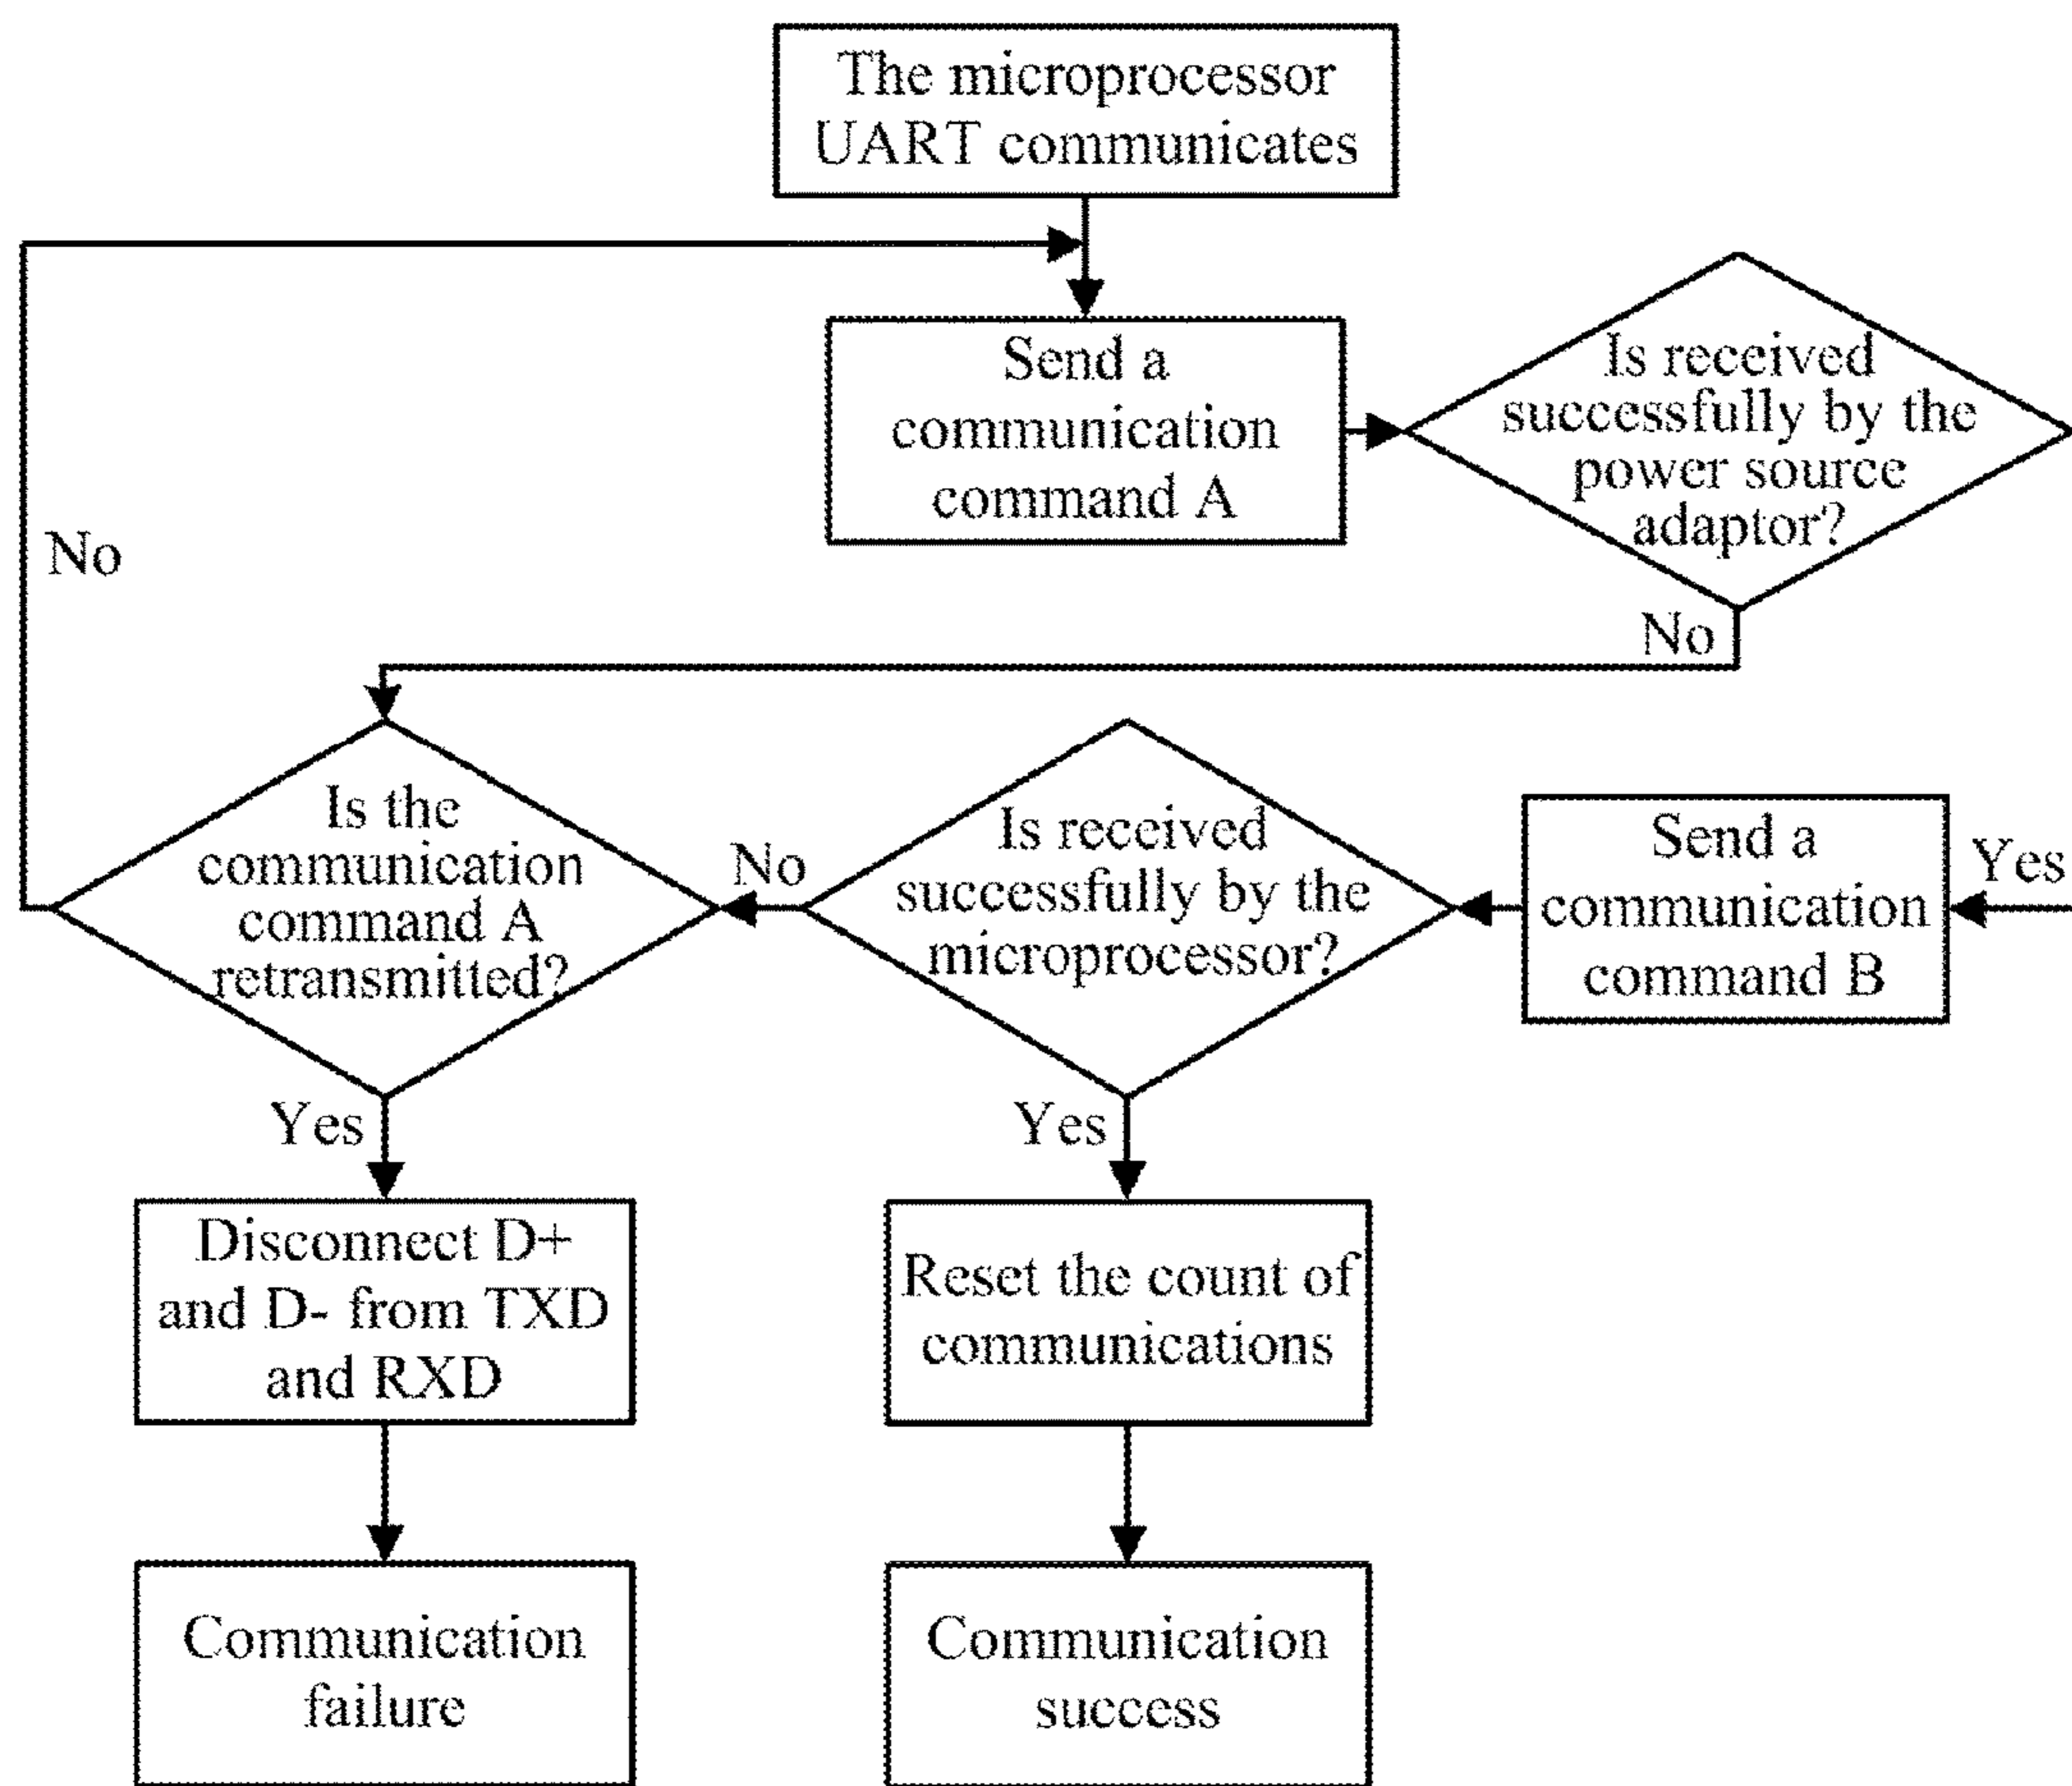 The microprocessor
UART communicates
Send a
communication
command A
Is received
successfully by the
power source
adaptor?
No
No
Is the
communication
command A
retransmitted?
No
Is received
successfully by the
microprocessor?
Send a
communication
command B
Yes
Yes
Yes
Disconnect D+
and D- from TXD
and RXD
Reset the count of
communications
Communication
failure
Communication
success